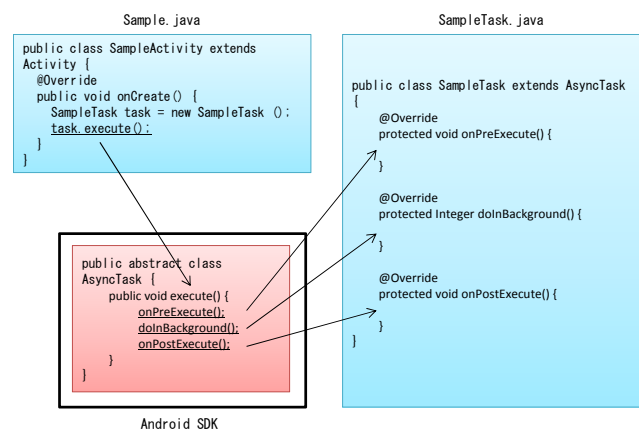 Sample.java
public class SampleActivity extends
Activity {
@Override
public void onCreate() {
SampleTask task = new SampleTask ();
task.execute();
}
}
SampleTask.java
public class SampleTask extends AsyncTask
{
@Override
protected void onPreExecute() {
}
@Override
protected Integer doInBackground() {
}
@Override
protected void onPostExecute() {
}
}
public abstract class
AsyncTask {
public void execute() {
onPreExecute();
doInBackground();
onPostExecute();
}
}
Android SDK